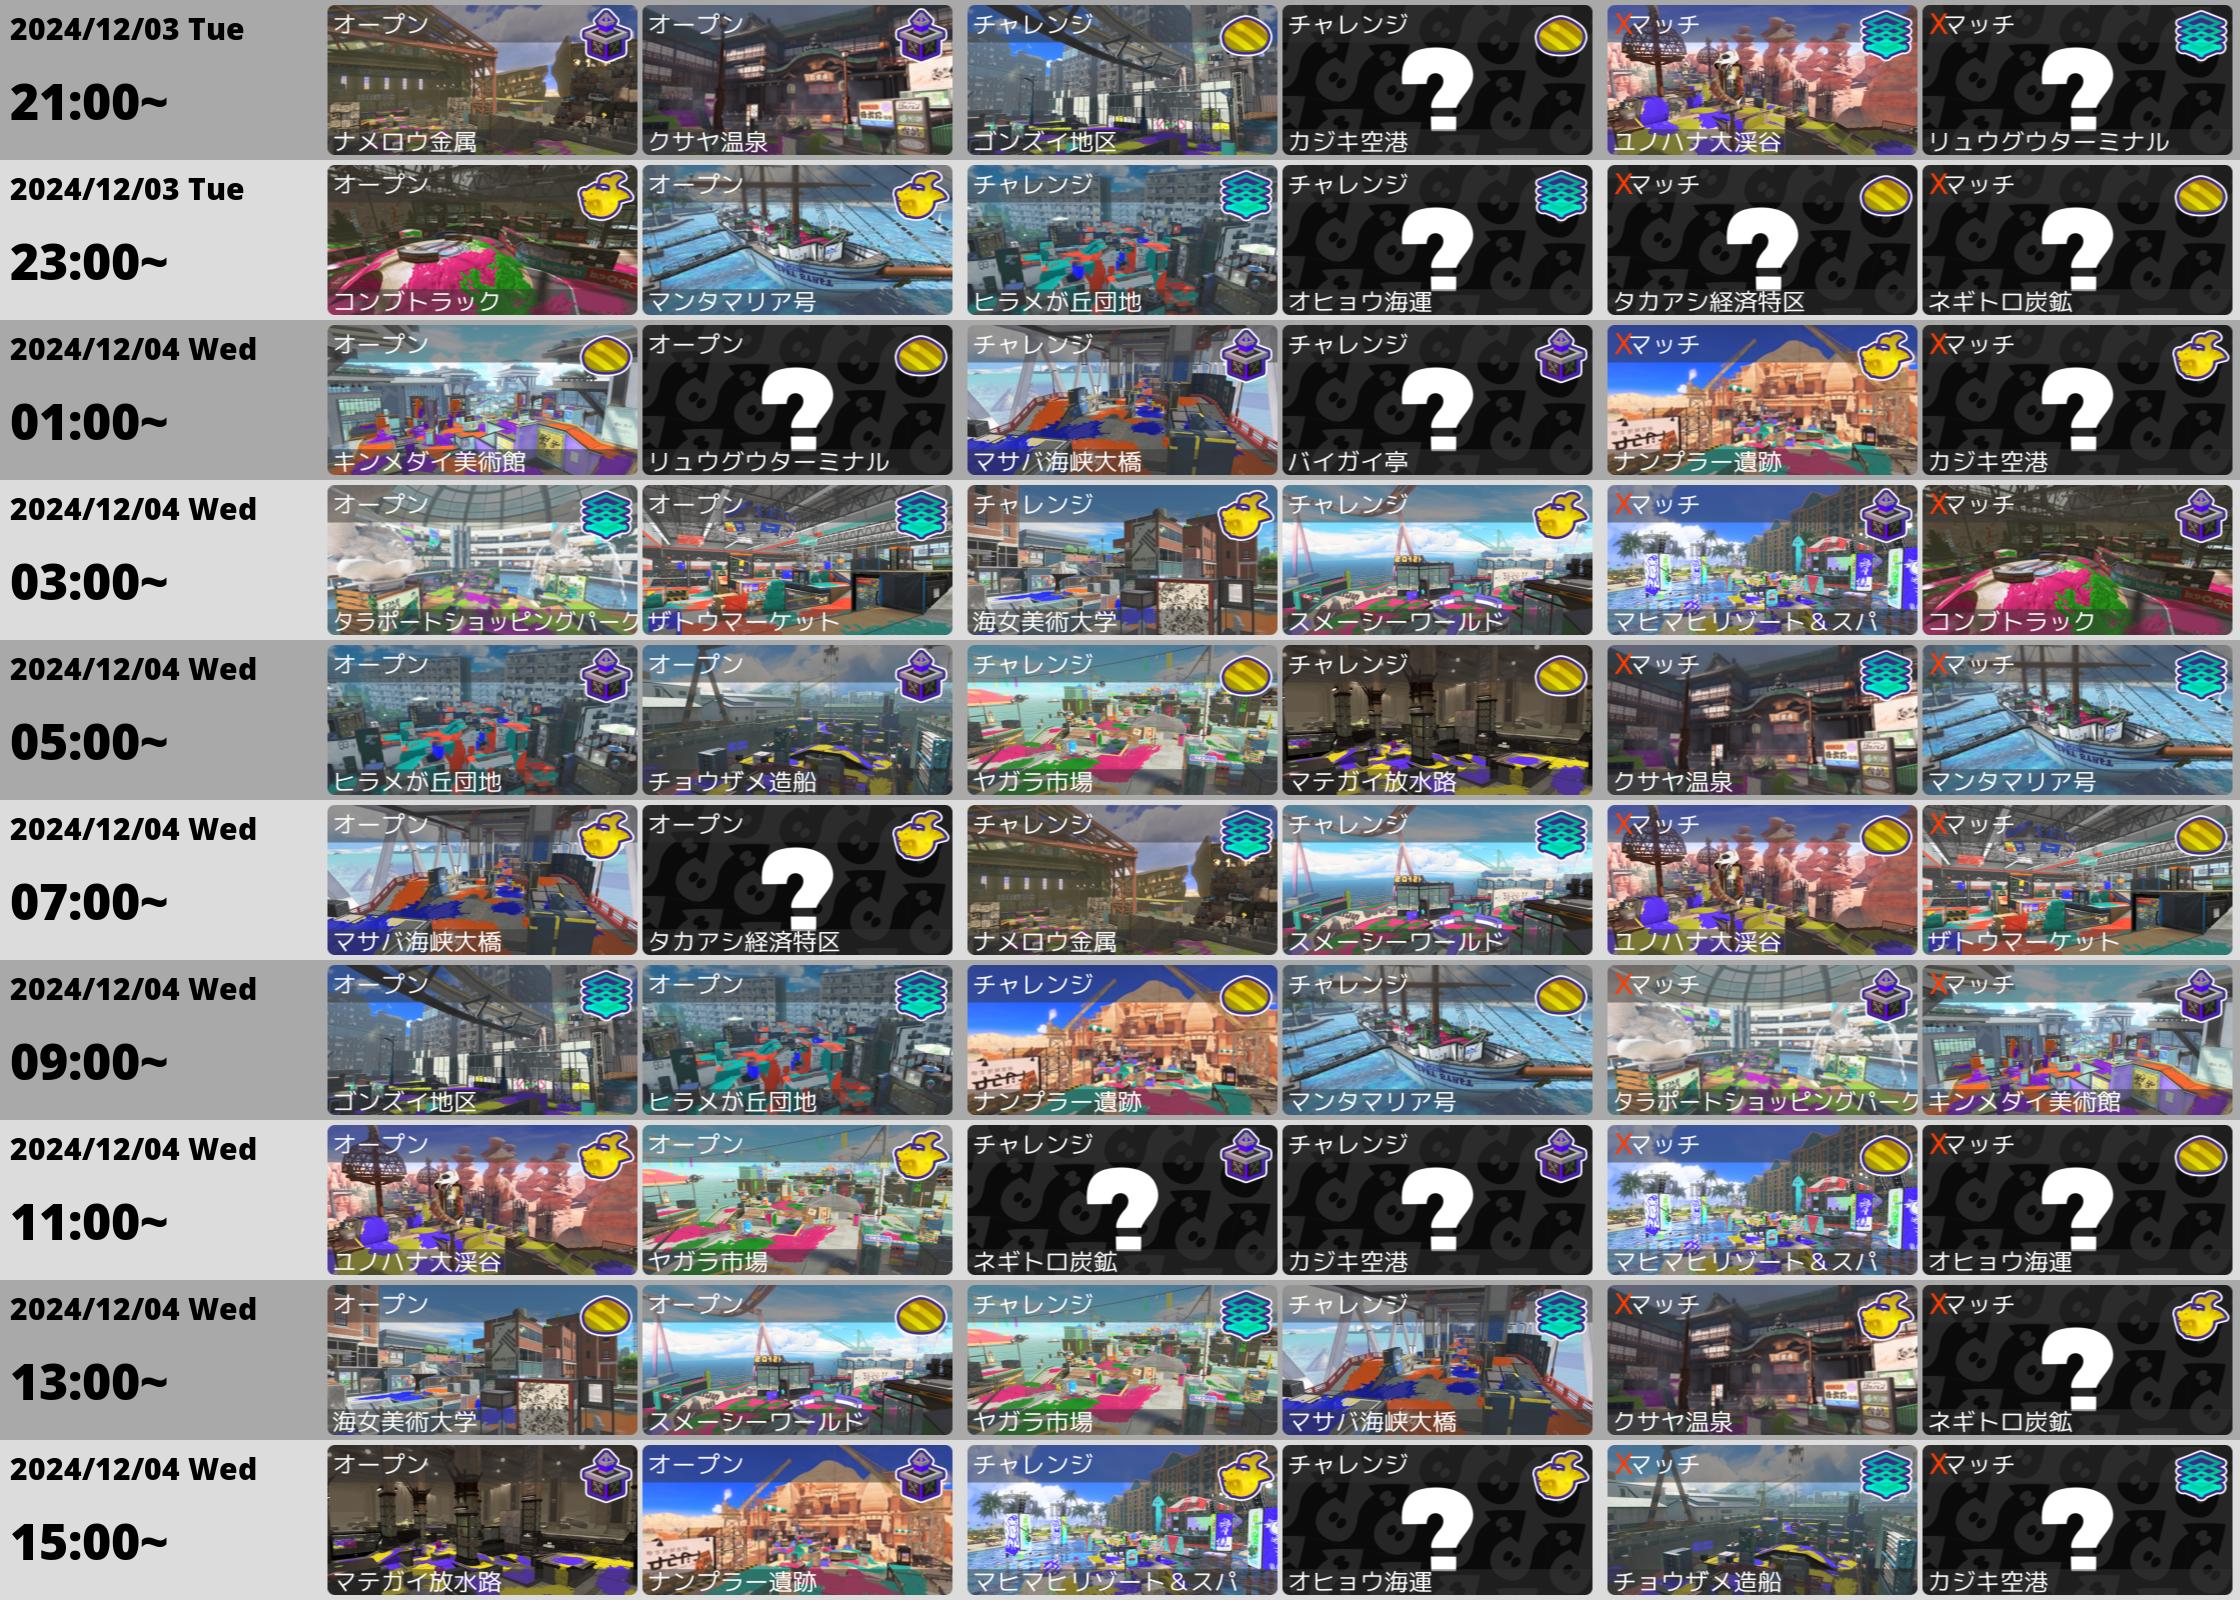 2024/12/03 Tue
21:00~
オープン オープン チャレンジ チャレンジ Xマッチ Xマッチ
ナメロウ金属 クサヤ温泉 ゴンズイ地区 カジキ空港 ユノハナ大渓谷 リュウグウターミナル
2024/12/03 Tue
23:00~
オープン オープン チャレンジ チャレンジ Xマッチ Xマッチ
コンブトラック マンタマリア号 ヒラメが丘団地 オヒョウ海運 タカアシ経済特区 ネギトロ炭鉱
2024/12/04 Wed
01:00~
オープン オープン チャレンジ チャレンジ Xマッチ Xマッチ
キンメダイ美術館 リュウグウターミナル マサバ海峡大橋 バイガイ亭 ナンプラー遺跡 カジキ空港
2024/12/04 Wed
03:00~
オープン オープン チャレンジ チャレンジ Xマッチ Xマッチ
タラポートショッピングパーク ザトウマーケット 海女美術大学 スメーシーワールド マヒマヒリゾート＆スパ コンブトラック
2024/12/04 Wed
05:00~
オープン オープン チャレンジ チャレンジ Xマッチ Xマッチ
ヒラメが丘団地 チョウザメ造船 ヤガラ市場 マテガイ放水路 クサヤ温泉 マンタマリア号
2024/12/04 Wed
07:00~
オープン オープン チャレンジ チャレンジ Xマッチ Xマッチ
マサバ海峡大橋 タカアシ経済特区 ナメロウ金属 スメーシーワールド ユノハナ大渓谷 ザトウマーケット
2024/12/04 Wed
09:00~
オープン オープン チャレンジ チャレンジ Xマッチ Xマッチ
ゴンズイ地区 ヒラメが丘団地 ナンプラー遺跡 マンタマリア号 タラポートショッピングパーク キンメダイ美術館
2024/12/04 Wed
11:00~
オープン オープン チャレンジ チャレンジ Xマッチ Xマッチ
ユノハナ大渓谷 ヤガラ市場 ネギトロ炭鉱 カジキ空港 マヒマヒリゾート＆スパ オヒョウ海運
2024/12/04 Wed
13:00~
オープン オープン チャレンジ チャレンジ Xマッチ Xマッチ
海女美術大学 スメーシーワールド ヤガラ市場 マサバ海峡大橋 クサヤ温泉 ネギトロ炭鉱
2024/12/04 Wed
15:00~
オープン オープン チャレンジ チャレンジ Xマッチ Xマッチ
マテガイ放水路 ナンプラー遺跡 マヒマヒリゾート＆スパ オヒョウ海運 チョウザメ造船 カジキ空港